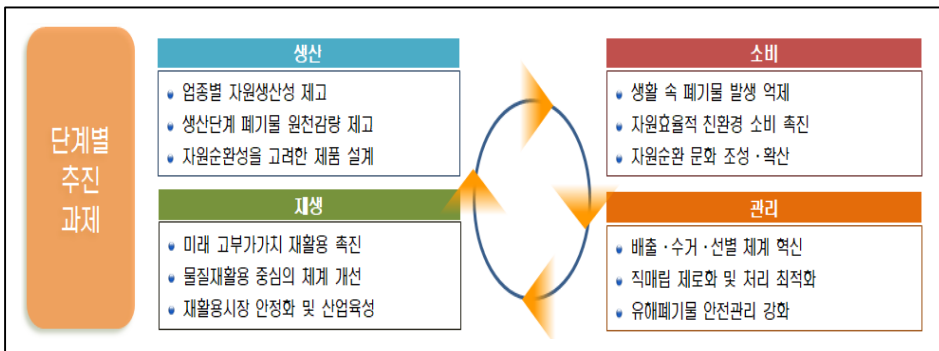 단계별
추진
과제
생산
업종별 자원생산성 제고
생산단계 폐기물 원천감량 제고
자원순환성을 고려한 제품 설계
소비
생활 속 폐기물 발생 억제
자원효율적 친환경 소비 촉진
자원순환 문화 조성·확산
재생
미래 고부가가치 재활용 촉진
물질재활용 중심의 체계 개선
재활용시장 안정화 및 산업육성
관리
배출·수거·선별 체계 혁신
직매립 제로화 및 처리 최적화
유해폐기물 안전관리 강화